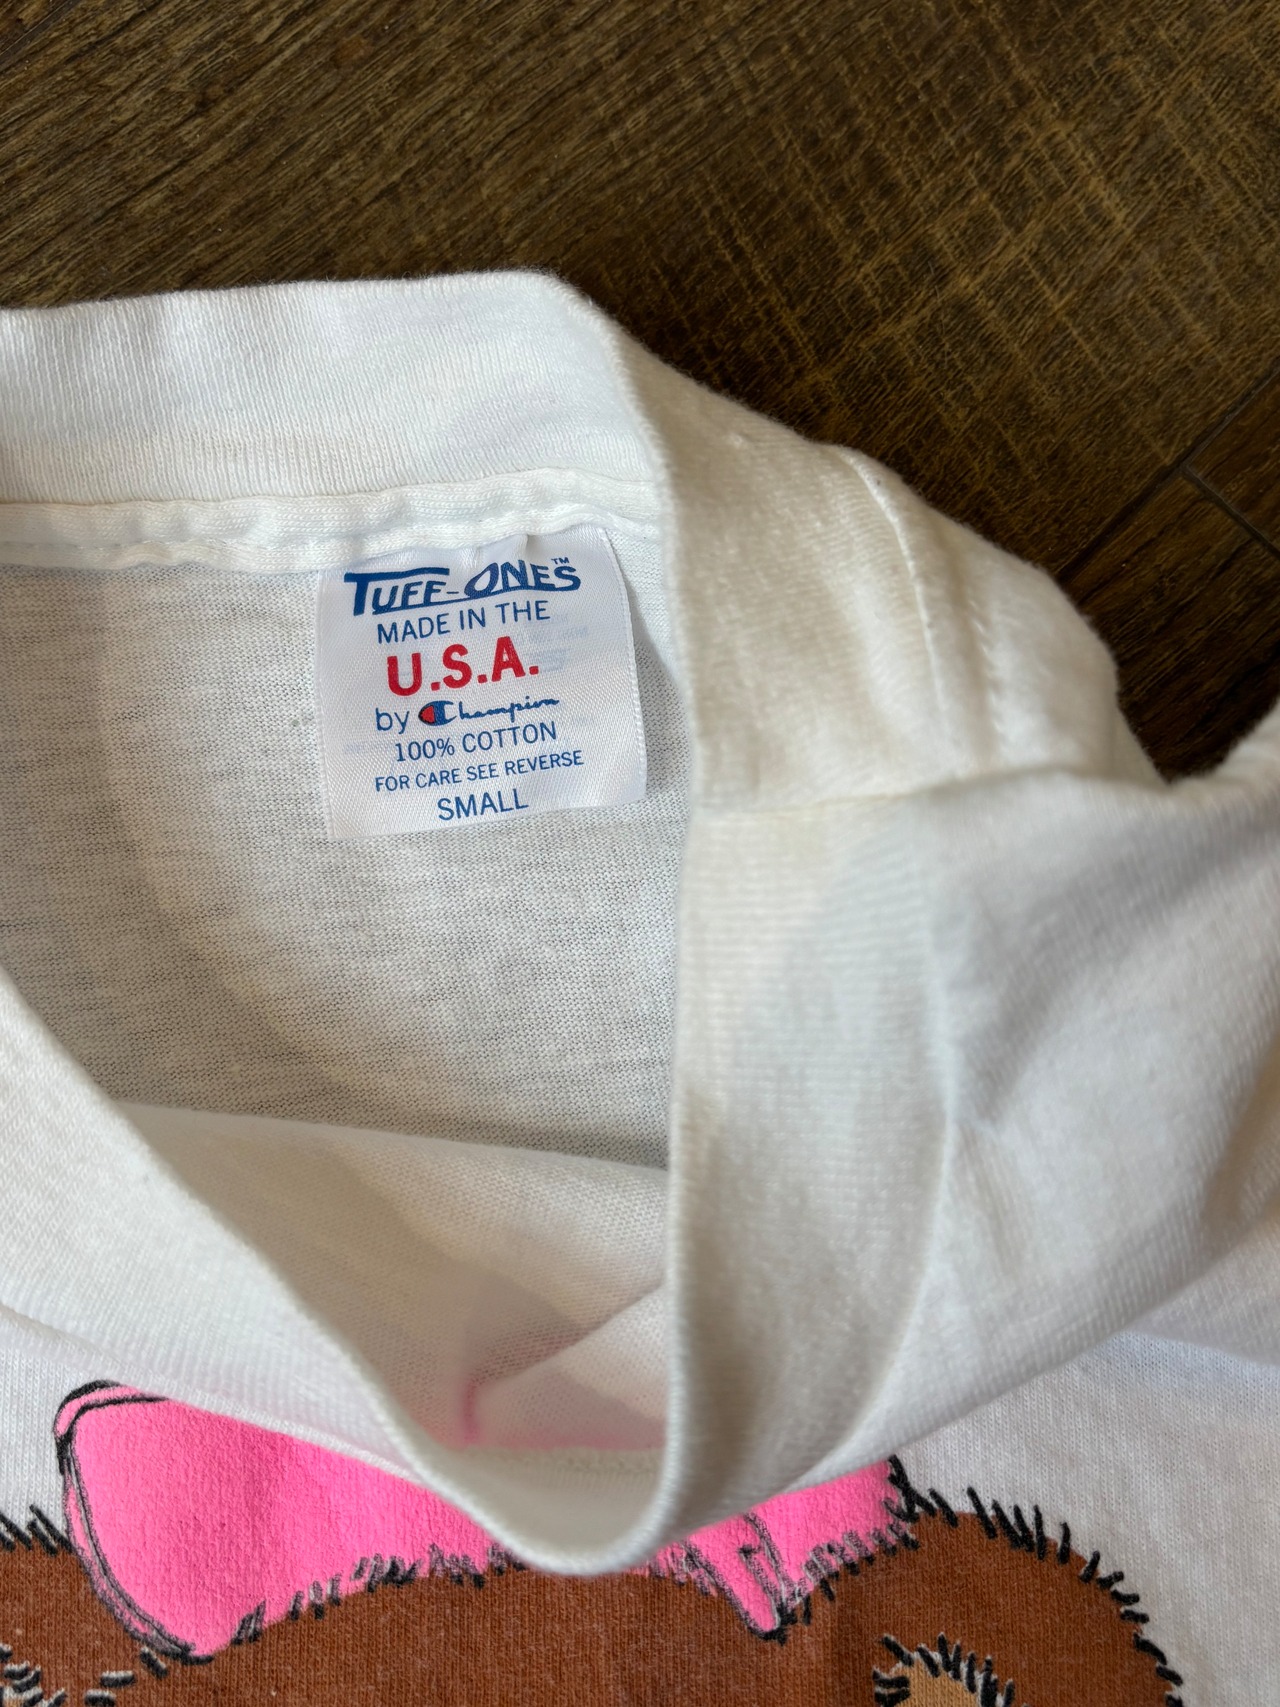 TUFF-ONES™
MADE IN THE
U.S.A.
by Champion
100% COTTON
FOR CARE SEE REVERSE
SMALL